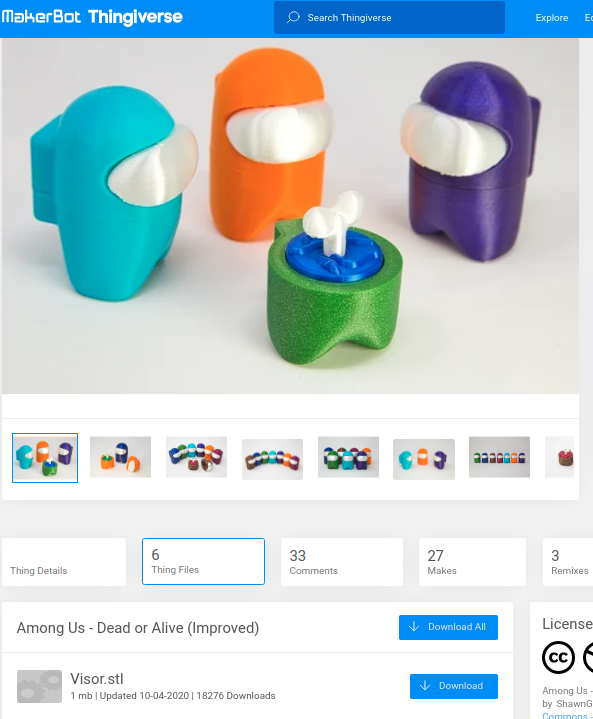 MakerBot Thingiverse
Search Thingiverse
Explore
6
33
27
3
Thing Details
Thing Files
Comments
Makes
Remixes
Among Us - Dead or Alive (Improved)
Download All
License
cc
Visor.stl
1 mb | Updated 10-04-2020 | 18276 Downloads
Download
Among Us -
by ShawnG
Commons -